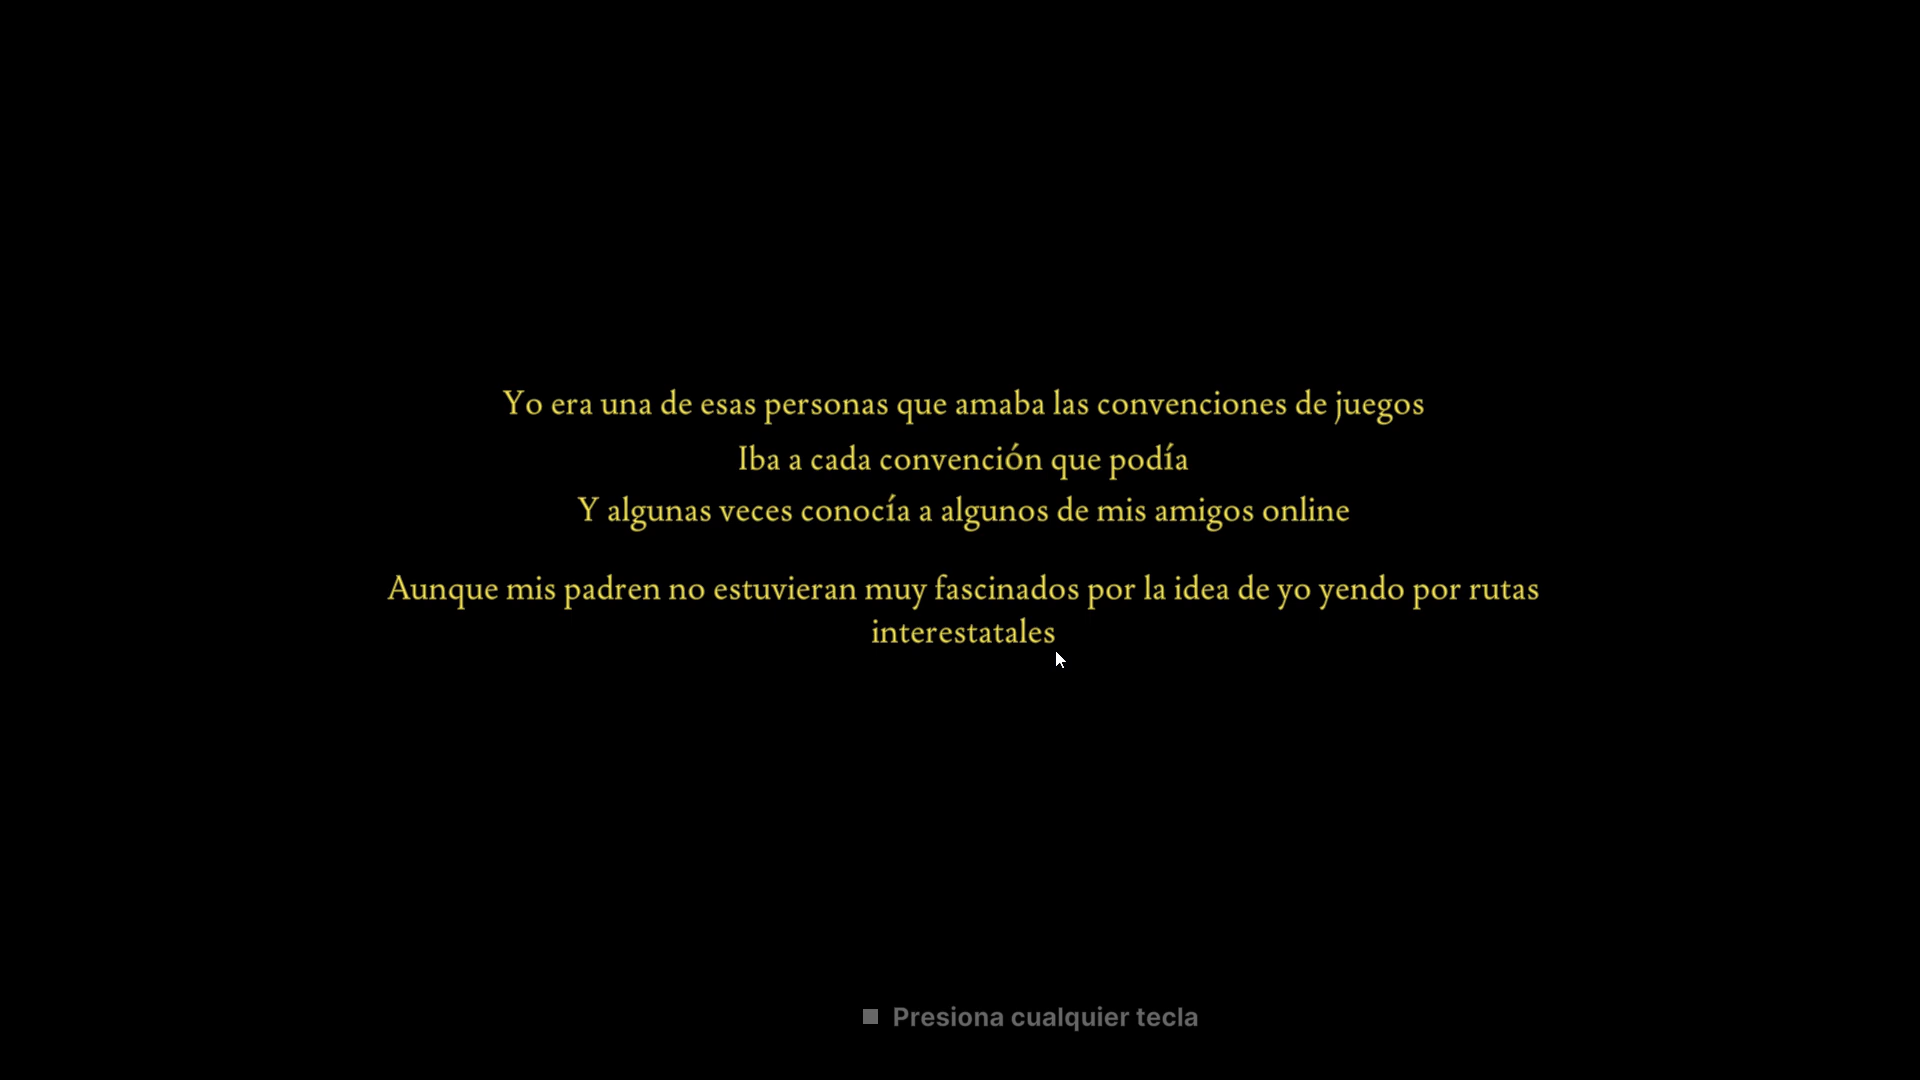 Yo era una de esas personas que amaba las convenciones de juegos
Iba a cada convención que podía
Y algunas veces conocía a algunos de mis amigos online
Aunque mis padren no estuvieran muy fascinados por la idea de yo yendo por rutas
interestatales
Presiona cualquier tecla